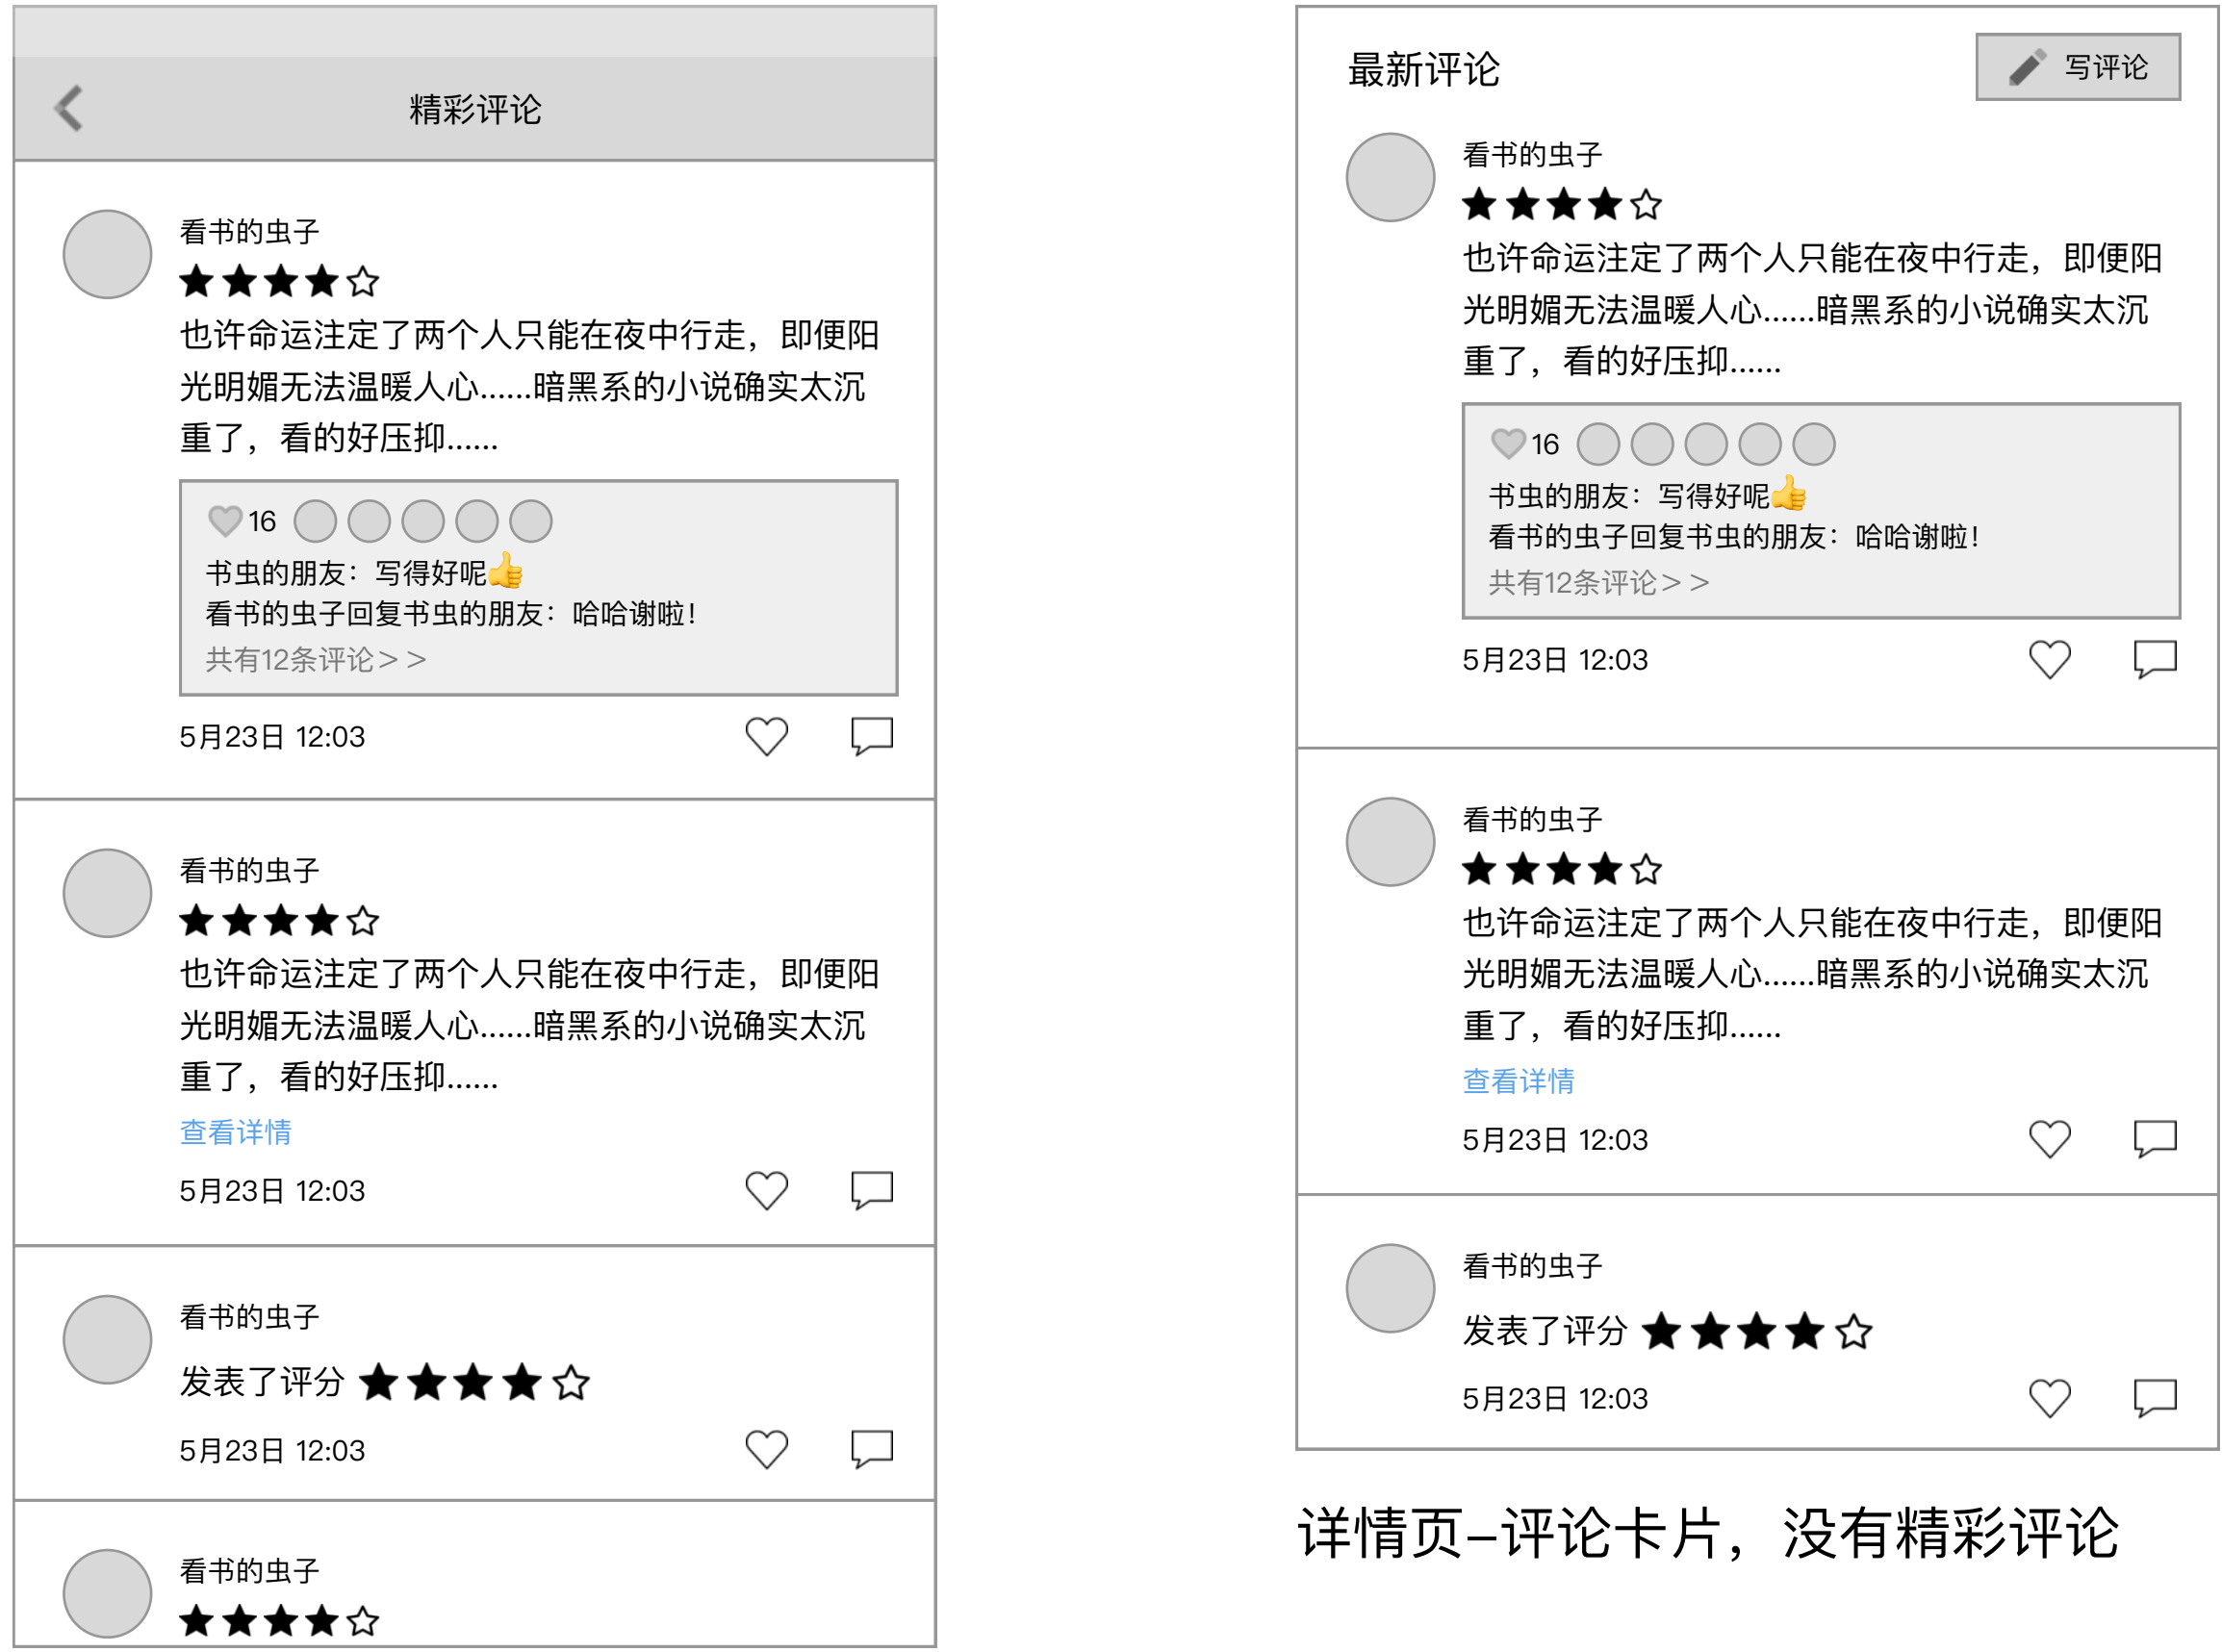 精彩评论
看书的虫子
也许命运注定了两个人只能在夜中行走，即便阳
光明媚无法温暖人心......暗黑系的小说确实太沉
重了，看的好压抑......
16
书虫的朋友：写得好呢👍
看书的虫子回复书虫的朋友：哈哈谢啦！
共有12条评论>>
5月23日 12:03
看书的虫子
也许命运注定了两个人只能在夜中行走，即便阳
光明媚无法温暖人心......暗黑系的小说确实太沉
重了，看的好压抑......
查看详情
5月23日 12:03
看书的虫子
发表了评分
5月23日 12:03
看书的虫子
最新评论
写评论
看书的虫子
也许命运注定了两个人只能在夜中行走，即便阳
光明媚无法温暖人心......暗黑系的小说确实太沉
重了，看的好压抑......
16
书虫的朋友：写得好呢👍
看书的虫子回复书虫的朋友：哈哈谢啦！
共有12条评论>>
5月23日 12:03
看书的虫子
也许命运注定了两个人只能在夜中行走，即便阳
光明媚无法温暖人心......暗黑系的小说确实太沉
重了，看的好压抑......
查看详情
5月23日 12:03
看书的虫子
发表了评分
5月23日 12:03
详情页–评论卡片，没有精彩评论